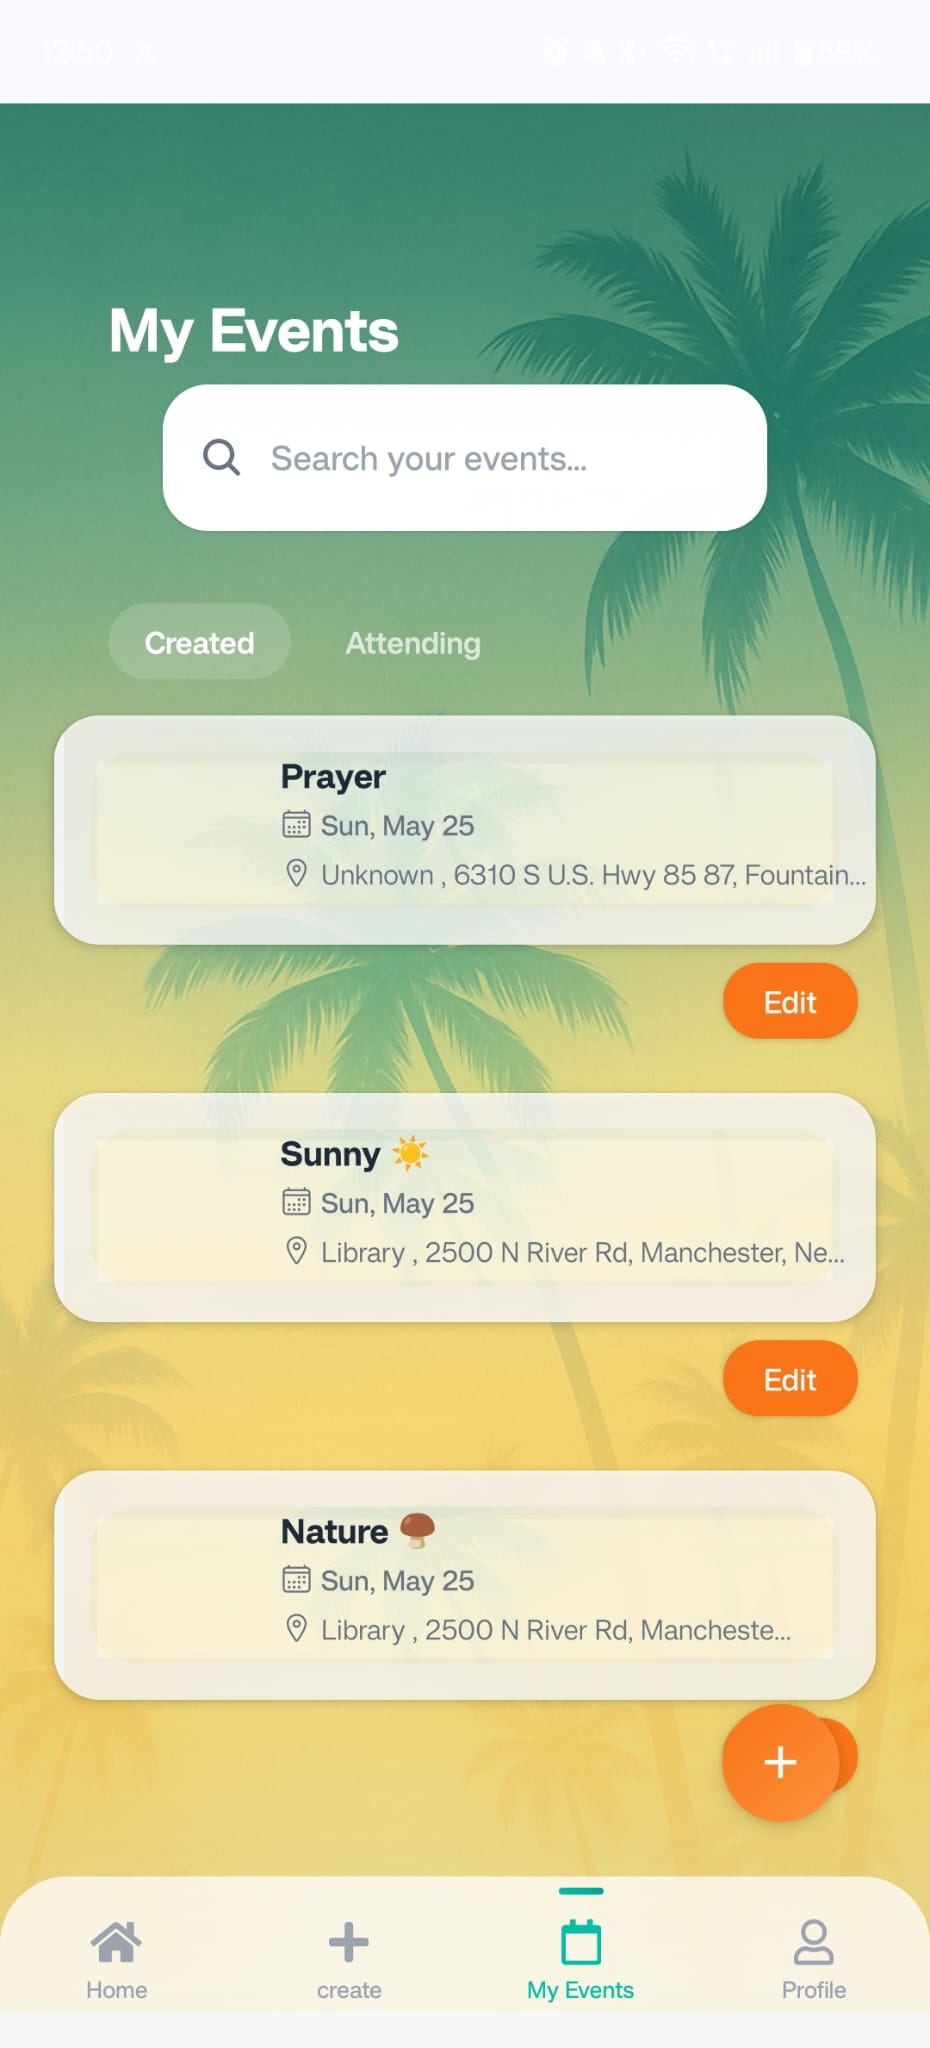 12:50 X 58%
My Events
Search your events...
Created Attending
Prayer
Sun, May 25
Unknown , 6310 S U.S. Hwy 85 87, Fountain...
Edit
Sunny ☀️
Sun, May 25
Library , 2500 N River Rd, Manchester, Ne...
Edit
Nature 🍄‍🟫
Sun, May 25
Library , 2500 N River Rd, Mancheste...
+
Home create My Events Profile